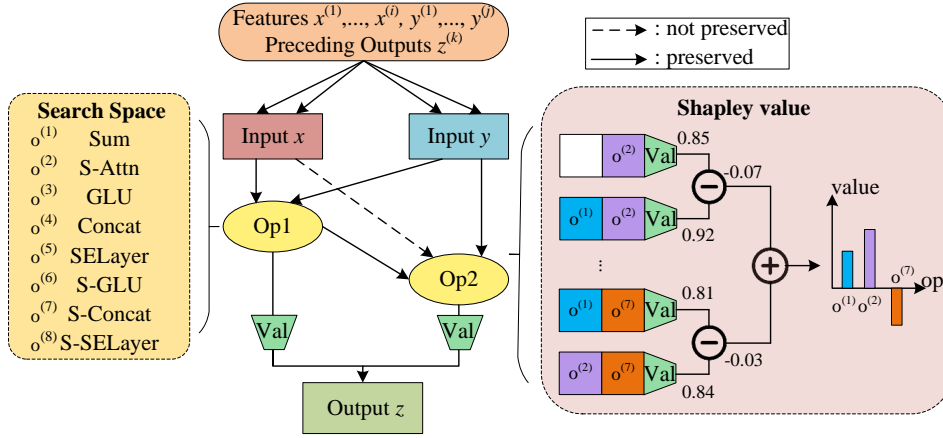 Features x^(1),..., x^(i), y^(1),..., y^(j)
Preceding Outputs z^(k)
: not preserved
: preserved
Search Space
o^(1) Sum
o^(2) S-Attn
o^(3) GLU
o^(4) Concat
o^(5) SELayer
o^(6) S-GLU
o^(7) S-Concat
o^(8) S-SELayer
Input x
Input y
Op1
Op2
Val
Val
Output z
Shapley value
o^(2) Val 0.85
-0.07
o^(1) o^(2) Val 0.92
...
o^(1) o^(7) Val 0.81
-0.03
o^(2) o^(7) Val 0.84
value
o^(7) op
o^(1) o^(2)